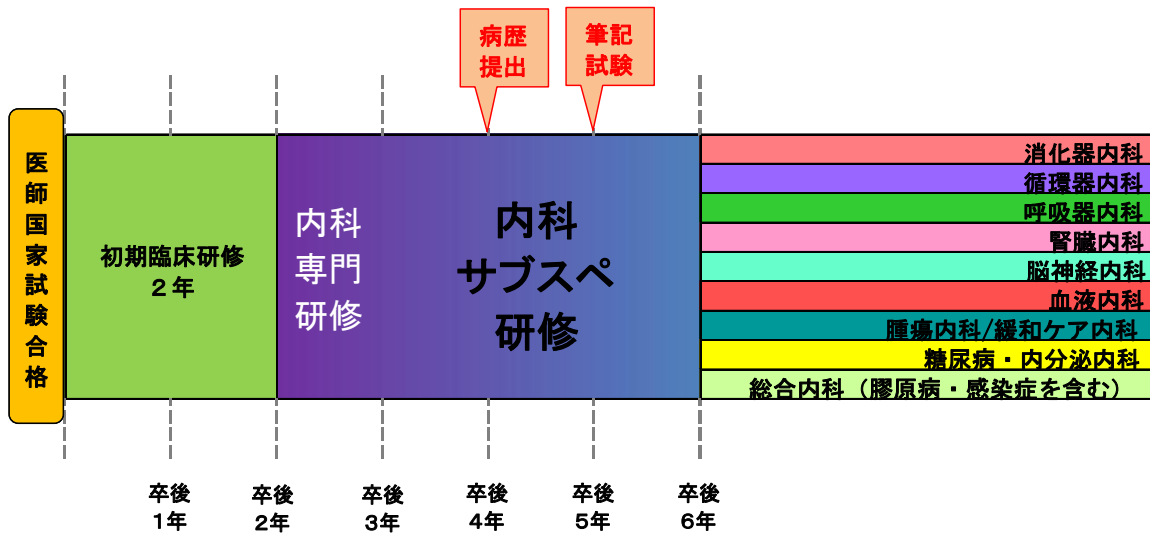 病歴
提出
筆記
試験
医師国家試験合格
初期臨床研修
2年
内科
専門
研修
内科
サブスペ
研修
消化器内科
循環器内科
呼吸器内科
腎臓内科
脳神経内科
血液内科
腫瘍内科/緩和ケア内科
糖尿病・内分泌内科
総合内科（膠原病・感染症を含む）
卒後
1年
卒後
2年
卒後
3年
卒後
4年
卒後
5年
卒後
6年